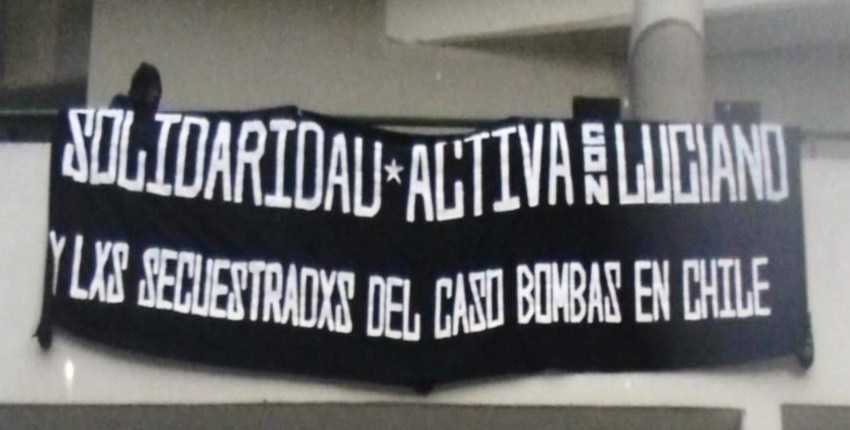 SOLIDARIDAD★ACTIVA CON LUCIANO
Y LXS SECUESTRADXS DEL CASO BOMBAS EN CHILE